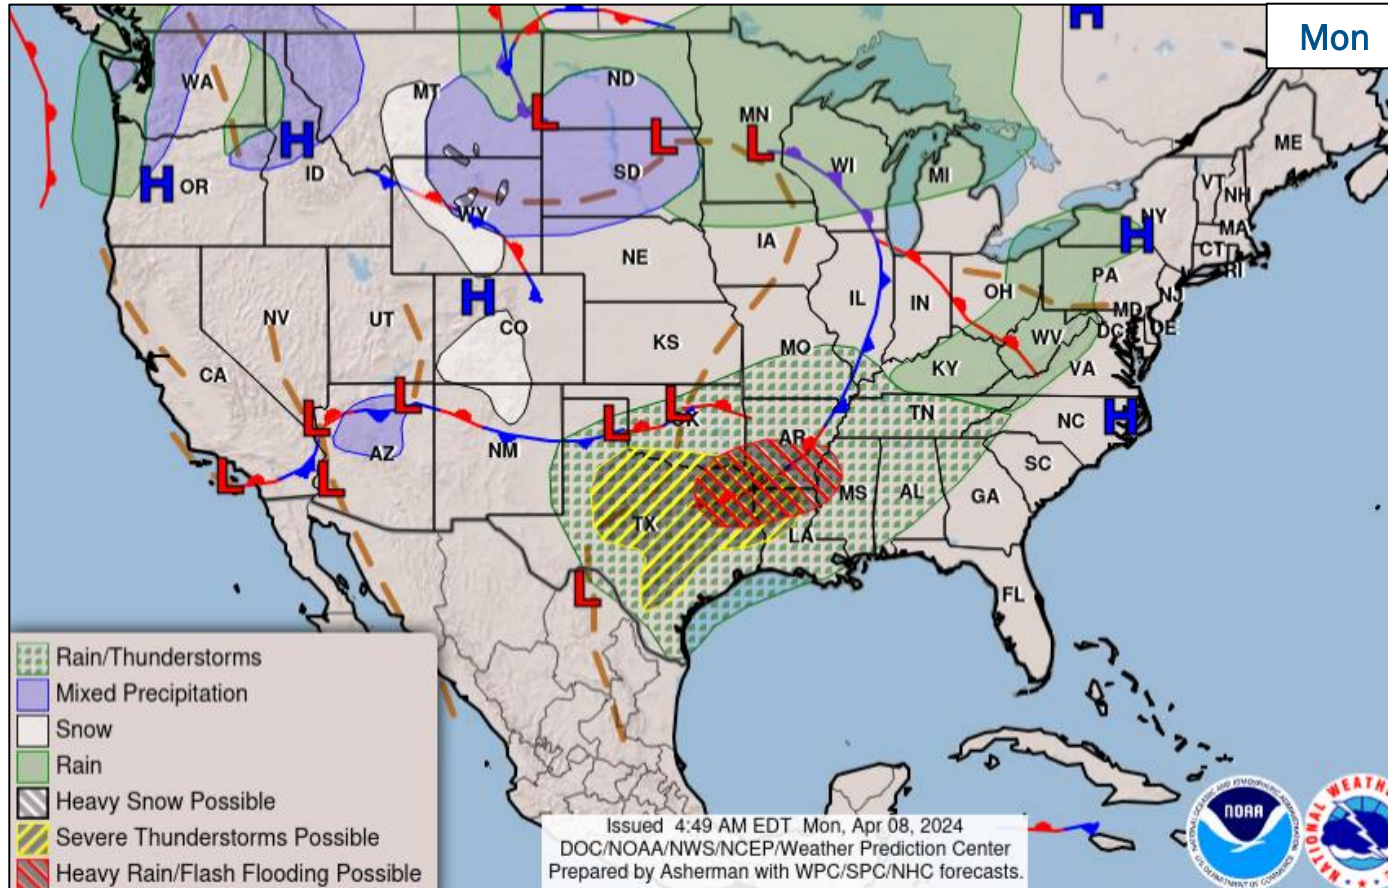 Mon
H
WA
MT
ND
MN
L
L
L
H
H
OR
ID
SD
WI
MI
ME
VT
NH
WY
NY
H
MA
CT
RI
IA
NE
PA
OH
NJ
H
IL
IN
MD
DE
DC
NV
UT
CO
KS
MO
WV
VA
KY
CA
L
L
L
L
OK
TN
H
NC
AR
AZ
NM
SC
L
L
MS
AL
GA
TX
LA
L
FL
Rain/Thunderstorms
Mixed Precipitation
Snow
Rain
Heavy Snow Possible
Severe Thunderstorms Possible
Heavy Rain/Flash Flooding Possible
Issued 4:49 AM EDT Mon, Apr 08, 2024
DOC/NOAA/NWS/NCEP/Weather Prediction Center
Prepared by Asherman with WPC/SPC/NHC forecasts.
NOAA
NATIONAL WEATHE